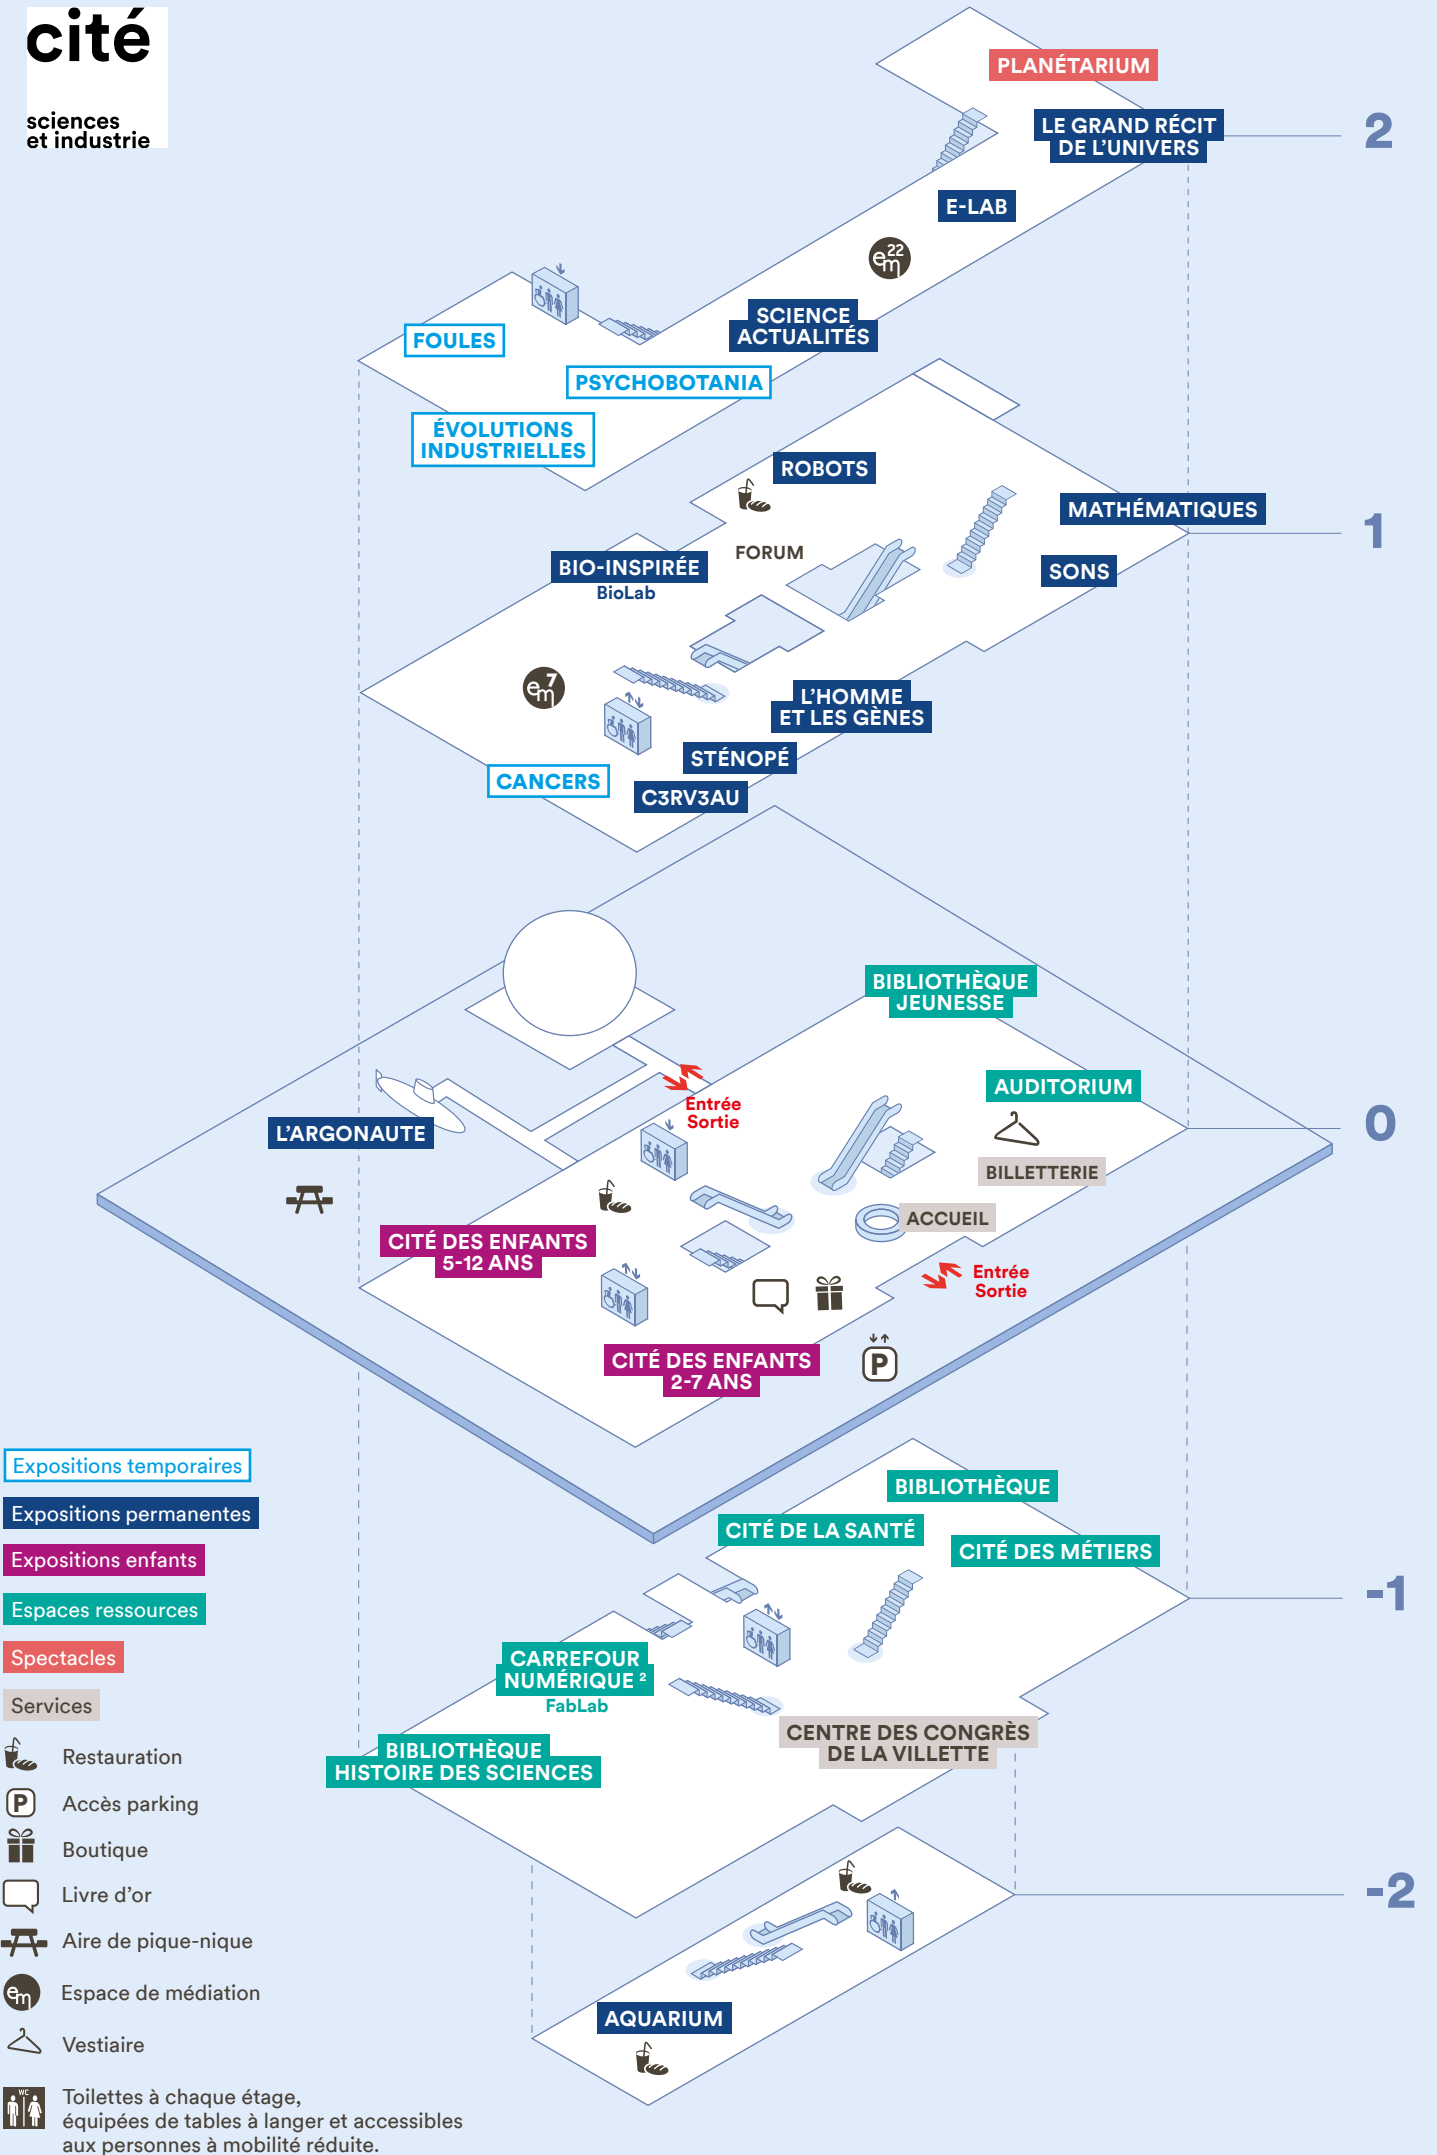 cité
sciences
et industrie
PLANÉTARIUM
LE GRAND RÉCIT
DE L'UNIVERS
2
E-LAB
em22
SCIENCE
ACTUALITÉS
FOULES
PSYCHOBOTANIA
ÉVOLUTIONS
INDUSTRIELLES
ROBOTS
MATHÉMATIQUES
1
FORUM
BIO-INSPIRÉE
BioLab
SONS
em7
L'HOMME
ET LES GÈNES
STÉNOPÉ
CANCERS
C3RV3AU
BIBLIOTHÈQUE
JEUNESSE
AUDITORIUM
Entrée
Sortie
L'ARGONAUTE
0
BILLETTERIE
ACCUEIL
CITÉ DES ENFANTS
5-12 ANS
Entrée
Sortie
CITÉ DES ENFANTS
2-7 ANS
P
BIBLIOTHÈQUE
CITÉ DE LA SANTÉ
CITÉ DES MÉTIERS
-1
CARREFOUR
NUMÉRIQUE ²
FabLab
CENTRE DES CONGRÈS
DE LA VILLETTE
BIBLIOTHÈQUE
HISTOIRE DES SCIENCES
-2
AQUARIUM
Expositions temporaires
Expositions permanentes
Expositions enfants
Espaces ressources
Spectacles
Services
Restauration
P Accès parking
Boutique
Livre d'or
Aire de pique-nique
em Espace de médiation
Vestiaire
WC
Toilettes à chaque étage,
équipées de tables à langer et accessibles
aux personnes à mobilité réduite.